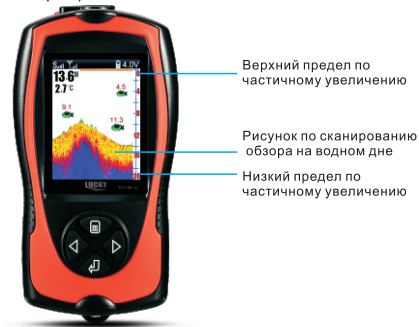 4.0V
13.6M
2.7°C
4.5
9.1
11.3
LUCKY
Верхний предел по
частичному увеличению
Рисунок по сканированию
обзора на водном дне
Низкий предел по
частичному увеличению